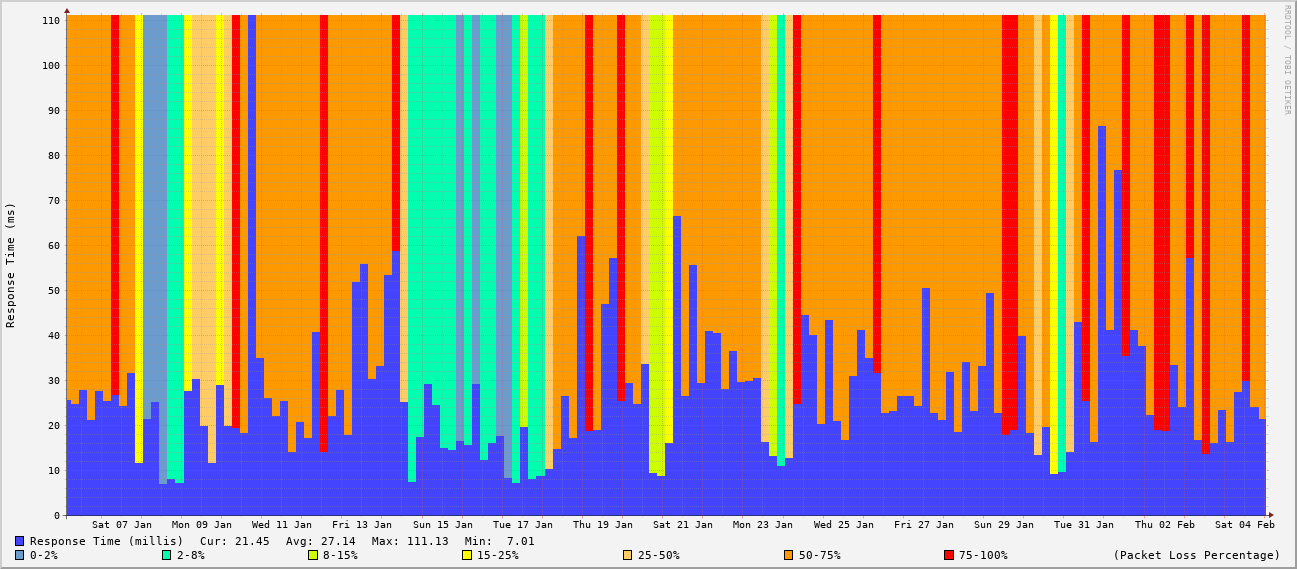 RRDTOOL / TOBI OETIKER
Response Time (ms)
110
100
90
80
70
60
50
40
30
20
10
0
Sat 07 Jan Mon 09 Jan Wed 11 Jan Fri 13 Jan Sun 15 Jan Tue 17 Jan Thu 19 Jan Sat 21 Jan Mon 23 Jan Wed 25 Jan Fri 27 Jan Sun 29 Jan Tue 31 Jan Thu 02 Feb Sat 04 Feb
Response Time (millis) Cur: 21.45 Avg: 27.14 Max: 111.13 Min: 7.01
0-2% 2-8% 8-15% 15-25% 25-50% 50-75% 75-100% (Packet Loss Percentage)